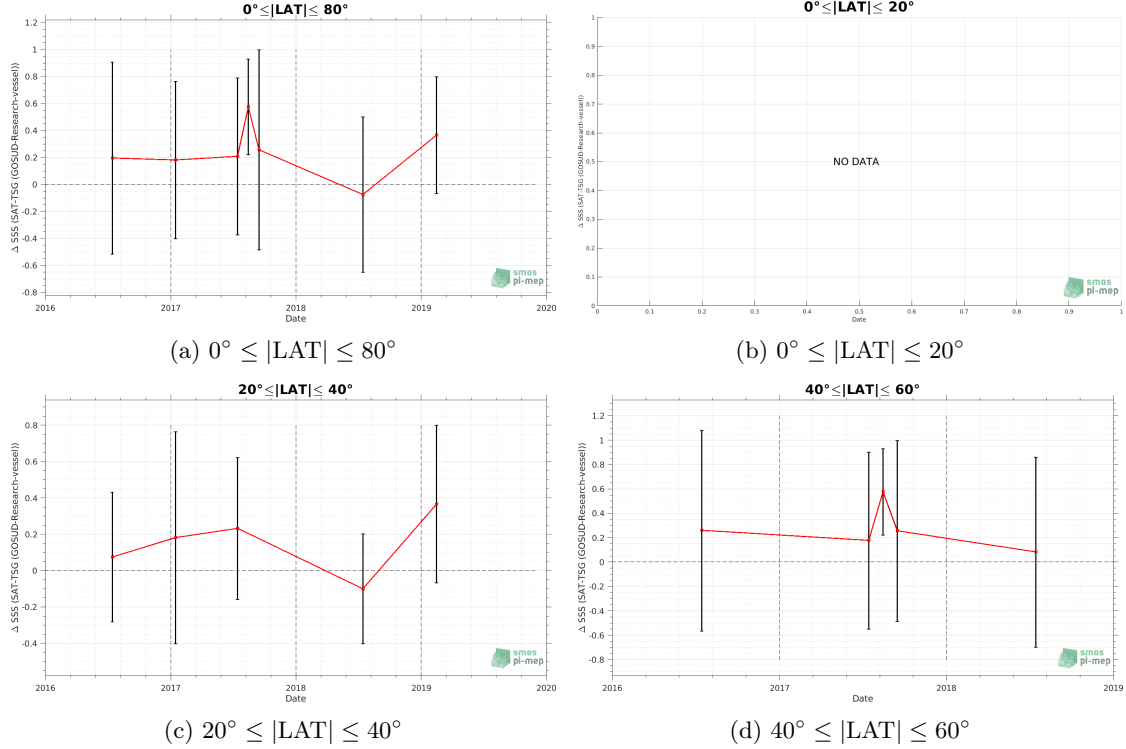 0°≤|LAT|≤ 80°
Δ SSS (SAT-TSG (GOSUD-Research-vessel))
1.2
1
0.8
0.6
0.4
0.2
0
-0.2
-0.4
-0.6
-0.8
2016
2017
2018
2019
2020
Date
smos
pi-mep
(a) 0° ≤ |LAT| ≤ 80°
0°≤|LAT|≤ 20°
Δ SSS (SAT-TSG (GOSUD-Research-vessel))
1
0.9
0.8
0.7
0.6
0.5
0.4
0.3
0.2
0.1
0
NO DATA
0
0.1
0.2
0.3
0.4
0.5
0.6
0.7
0.8
0.9
1
Date
smos
pi-mep
(b) 0° ≤ |LAT| ≤ 20°
20°≤|LAT|≤ 40°
Δ SSS (SAT-TSG (GOSUD-Research-vessel))
0.8
0.6
0.4
0.2
0
-0.2
-0.4
2016
2017
2018
2019
2020
Date
smos
pi-mep
(c) 20° ≤ |LAT| ≤ 40°
40°≤|LAT|≤ 60°
Δ SSS (SAT-TSG (GOSUD-Research-vessel))
1.2
1
0.8
0.6
0.4
0.2
0
-0.2
-0.4
-0.6
-0.8
2016
2017
2018
2019
Date
smos
pi-mep
(d) 40° ≤ |LAT| ≤ 60°